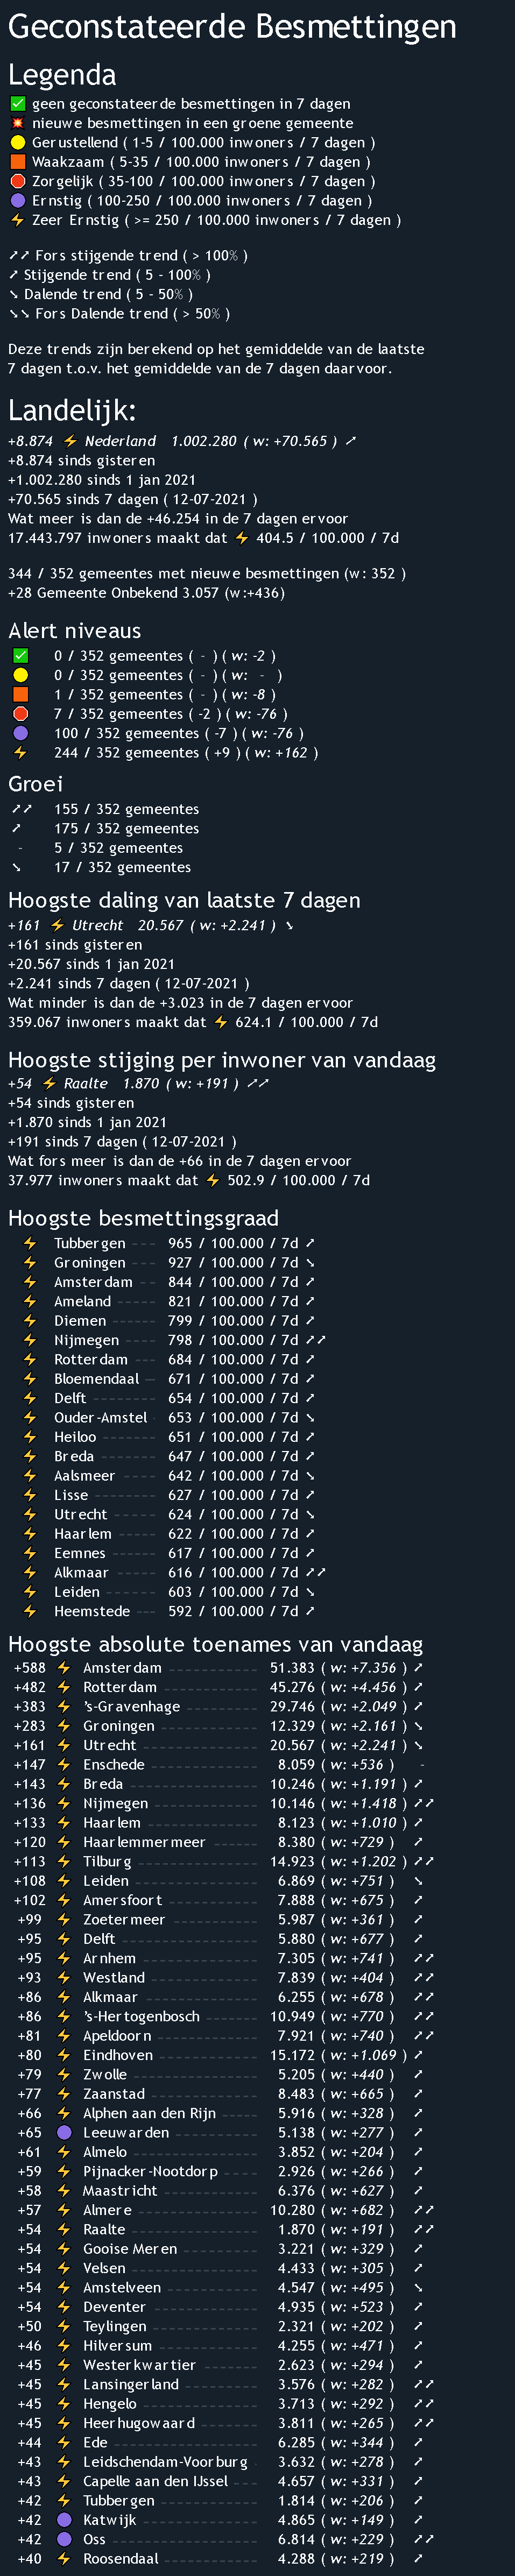 Geconstateerde Besmettingen
Legenda
✅ geen geconstateerde besmettingen in 7 dagen
💥 nieuwe besmettingen in een groene gemeente
🟡 Gerustellend ( 1-5 / 100.000 inwoners / 7 dagen )
🟧 Waakzaam ( 5-35 / 100.000 inwoners / 7 dagen )
🛑 Zorgelijk ( 35-100 / 100.000 inwoners / 7 dagen )
🟣 Ernstig ( 100-250 / 100.000 inwoners / 7 dagen )
⚡ Zeer Ernstig ( >= 250 / 100.000 inwoners / 7 dagen )
➚➚ Fors stijgende trend ( > 100% )
➚ Stijgende trend ( 5 - 100% )
➘ Dalende trend ( 5 - 50% )
➘➘ Fors Dalende trend ( > 50% )
Deze trends zijn berekend op het gemiddelde van de laatste
7 dagen t.o.v. het gemiddelde van de 7 dagen daarvoor.
Landelijk:
+8.874 ⚡ Nederland 1.002.280 ( w: +70.565 ) ➚
+8.874 sinds gisteren
+1.002.280 sinds 1 jan 2021
+70.565 sinds 7 dagen ( 12-07-2021 )
Wat meer is dan de +46.254 in de 7 dagen ervoor
17.443.797 inwoners maakt dat ⚡ 404.5 / 100.000 / 7d
344 / 352 gemeentes met nieuwe besmettingen (w: 352 )
+28 Gemeente Onbekend 3.057 (w:+436)
Alert niveaus
✅ 0 / 352 gemeentes ( - ) ( w: -2 )
🟡 0 / 352 gemeentes ( - ) ( w: - )
🟧 1 / 352 gemeentes ( - ) ( w: -8 )
🛑 7 / 352 gemeentes ( -2 ) ( w: -76 )
🟣 100 / 352 gemeentes ( -7 ) ( w: -76 )
⚡ 244 / 352 gemeentes ( +9 ) ( w: +162 )
Groei
➚➚ 155 / 352 gemeentes
➚ 175 / 352 gemeentes
- 5 / 352 gemeentes
➘ 17 / 352 gemeentes
Hoogste daling van laatste 7 dagen
+161 ⚡ Utrecht 20.567 ( w: +2.241 ) ➘
+161 sinds gisteren
+20.567 sinds 1 jan 2021
+2.241 sinds 7 dagen ( 12-07-2021 )
Wat minder is dan de +3.023 in de 7 dagen ervoor
359.067 inwoners maakt dat ⚡ 624.1 / 100.000 / 7d
Hoogste stijging per inwoner van vandaag
+54 ⚡ Raalte 1.870 ( w: +191 ) ➚➚
+54 sinds gisteren
+1.870 sinds 1 jan 2021
+191 sinds 7 dagen ( 12-07-2021 )
Wat fors meer is dan de +66 in de 7 dagen ervoor
37.977 inwoners maakt dat ⚡ 502.9 / 100.000 / 7d
Hoogste besmettingsgraad
⚡ Tubbergen --- 965 / 100.000 / 7d ➚
⚡ Groningen --- 927 / 100.000 / 7d ➘
⚡ Amsterdam -- 844 / 100.000 / 7d ➚
⚡ Ameland ----- 821 / 100.000 / 7d ➚
⚡ Diemen ------ 799 / 100.000 / 7d ➚
⚡ Nijmegen ---- 798 / 100.000 / 7d ➚➚
⚡ Rotterdam --- 684 / 100.000 / 7d ➚
⚡ Bloemendaal - 671 / 100.000 / 7d ➚
⚡ Delft -------- 654 / 100.000 / 7d ➚
⚡ Ouder-Amstel - 653 / 100.000 / 7d ➘
⚡ Heiloo ------- 651 / 100.000 / 7d ➚
⚡ Breda ------- 647 / 100.000 / 7d ➚
⚡ Aalsmeer ---- 642 / 100.000 / 7d ➘
⚡ Lisse -------- 627 / 100.000 / 7d ➚
⚡ Utrecht ------ 624 / 100.000 / 7d ➘
⚡ Haarlem ----- 622 / 100.000 / 7d ➚
⚡ Eemnes ------ 617 / 100.000 / 7d ➚
⚡ Alkmaar ----- 616 / 100.000 / 7d ➚➚
⚡ Leiden ------- 603 / 100.000 / 7d ➘
⚡ Heemstede --- 592 / 100.000 / 7d ➚
Hoogste absolute toenames van vandaag
+588 ⚡ Amsterdam ----------- 51.383 ( w: +7.356 ) ➚
+482 ⚡ Rotterdam ------------ 45.276 ( w: +4.456 ) ➚
+383 ⚡ 's-Gravenhage --------- 29.746 ( w: +2.049 ) ➚
+283 ⚡ Groningen ------------ 12.329 ( w: +2.161 ) ➘
+161 ⚡ Utrecht --------------- 20.567 ( w: +2.241 ) ➘
+147 ⚡ Enschede ------------- 8.059 ( w: +536 ) -
+143 ⚡ Breda ---------------- 10.246 ( w: +1.191 ) ➚
+136 ⚡ Nijmegen ------------- 10.146 ( w: +1.418 ) ➚➚
+133 ⚡ Haarlem -------------- 8.123 ( w: +1.010 ) ➚
+120 ⚡ Haarlemmermeer ------ 8.380 ( w: +729 ) ➚
+113 ⚡ Tilburg --------------- 14.923 ( w: +1.202 ) ➚➚
+108 ⚡ Leiden ---------------- 6.869 ( w: +751 ) ➘
+102 ⚡ Amersfoort ----------- 7.888 ( w: +675 ) ➚
+99 ⚡ Zoetermeer ----------- 5.987 ( w: +361 ) ➚
+95 ⚡ Delft ----------------- 5.880 ( w: +677 ) ➚
+95 ⚡ Arnhem --------------- 7.305 ( w: +741 ) ➚➚
+93 ⚡ Westland ------------- 7.839 ( w: +404 ) ➚➚
+86 ⚡ Alkmaar -------------- 6.255 ( w: +678 ) ➚➚
+86 ⚡ 's-Hertogenbosch ------ 10.949 ( w: +770 ) ➚➚
+81 ⚡ Apeldoorn ------------ 7.921 ( w: +740 ) ➚➚
+80 ⚡ Eindhoven ------------ 15.172 ( w: +1.069 ) ➚
+79 ⚡ Zwolle ---------------- 5.205 ( w: +440 ) ➚
+77 ⚡ Zaanstad ------------- 8.483 ( w: +665 ) ➚
+66 ⚡ Alphen aan den Rijn ---- 5.916 ( w: +328 ) ➚
+65 🟣 Leeuwarden ---------- 5.138 ( w: +277 ) ➚
+61 ⚡ Almelo --------------- 3.852 ( w: +204 ) ➚
+59 ⚡ Pijnacker-Nootdorp ---- 2.926 ( w: +266 ) ➚
+58 ⚡ Maastricht ------------ 6.376 ( w: +627 ) ➚
+57 ⚡ Almere --------------- 10.280 ( w: +682 ) ➚➚
+54 ⚡ Raalte ---------------- 1.870 ( w: +191 ) ➚➚
+54 ⚡ Gooise Meren --------- 3.221 ( w: +329 ) ➚
+54 ⚡ Velsen ---------------- 4.433 ( w: +305 ) ➚
+54 ⚡ Amstelveen ----------- 4.547 ( w: +495 ) ➘
+54 ⚡ Deventer ------------- 4.935 ( w: +523 ) ➚
+50 ⚡ Teylingen ------------- 2.321 ( w: +202 ) ➚
+46 ⚡ Hilversum ------------ 4.255 ( w: +471 ) ➚
+45 ⚡ Westerkwartier ------- 2.623 ( w: +294 ) ➚
+45 ⚡ Lansingerland --------- 3.576 ( w: +282 ) ➚➚
+45 ⚡ Hengelo -------------- 3.713 ( w: +292 ) ➚➚
+45 ⚡ Heerhugowaard ------- 3.811 ( w: +265 ) ➚➚
+44 ⚡ Ede ------------------ 6.285 ( w: +344 ) ➚
+43 ⚡ Leidschendam-Voorburg - 3.632 ( w: +278 ) ➚
+43 ⚡ Capelle aan den IJssel --- 4.657 ( w: +331 ) ➚
+42 ⚡ Tubbergen ------------ 1.814 ( w: +206 ) ➚
+42 🟣 Katwijk -------------- 4.865 ( w: +149 ) ➚
+42 🟣 Oss ------------------ 6.814 ( w: +229 ) ➚➚
+40 ⚡ Roosendaal ----------- 4.288 ( w: +219 ) ➚